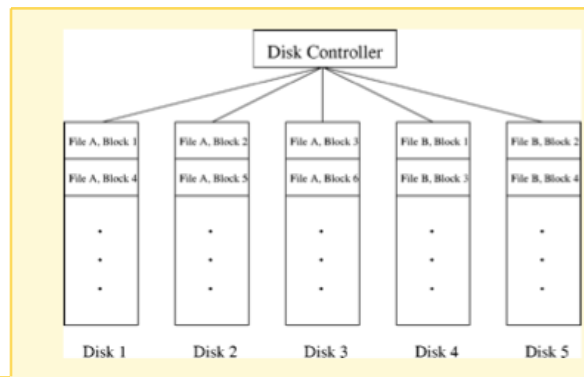 Disk Controller
File A, Block 1 File A, Block 2 File A, Block 3 File B, Block 1 File B, Block 2
File A, Block 4 File A, Block 5 File A, Block 6 File B, Block 3 File B, Block 4
Disk 1 Disk 2 Disk 3 Disk 4 Disk 5